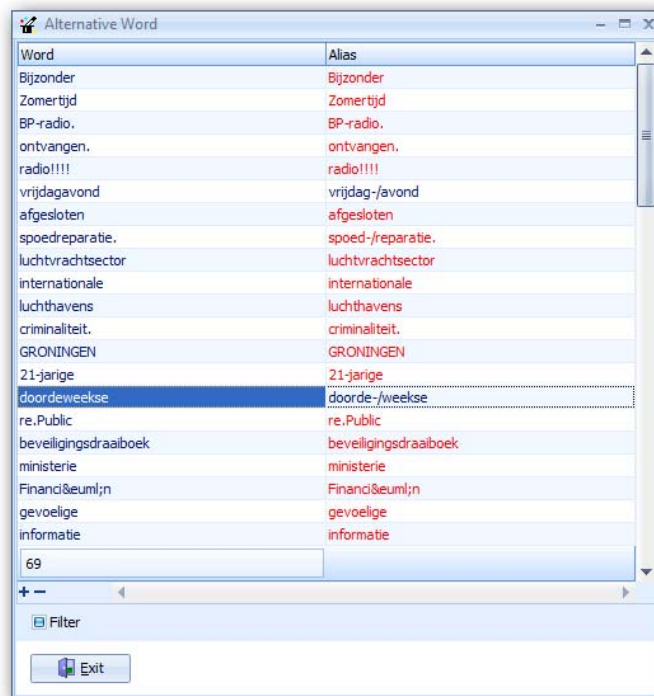 Alternative Word
Word Alias
Bijzonder Bijzonder
Zomertijd Zomertijd
BP-radio. BP-radio.
ontvangen. ontvangen.
radio!!!! radio!!!!
vrijdagavond vrijdag-/avond
afgesloten afgesloten
spoedreparatie. spoed-/reparatie.
luchtvrachtsector luchtvrachtsector
internationale internationale
luchthavens luchthavens
criminaliteit. criminaliteit.
GRONINGEN GRONINGEN
21-jarige 21-jarige
doordeweekse doorde-/weekse
re.Public re.Public
beveiligingsdraaiboek beveiligingsdraaiboek
ministerie ministerie
Financi&euml;n Financi&euml;n
gevoelige gevoelige
informatie informatie
69
Filter
Exit